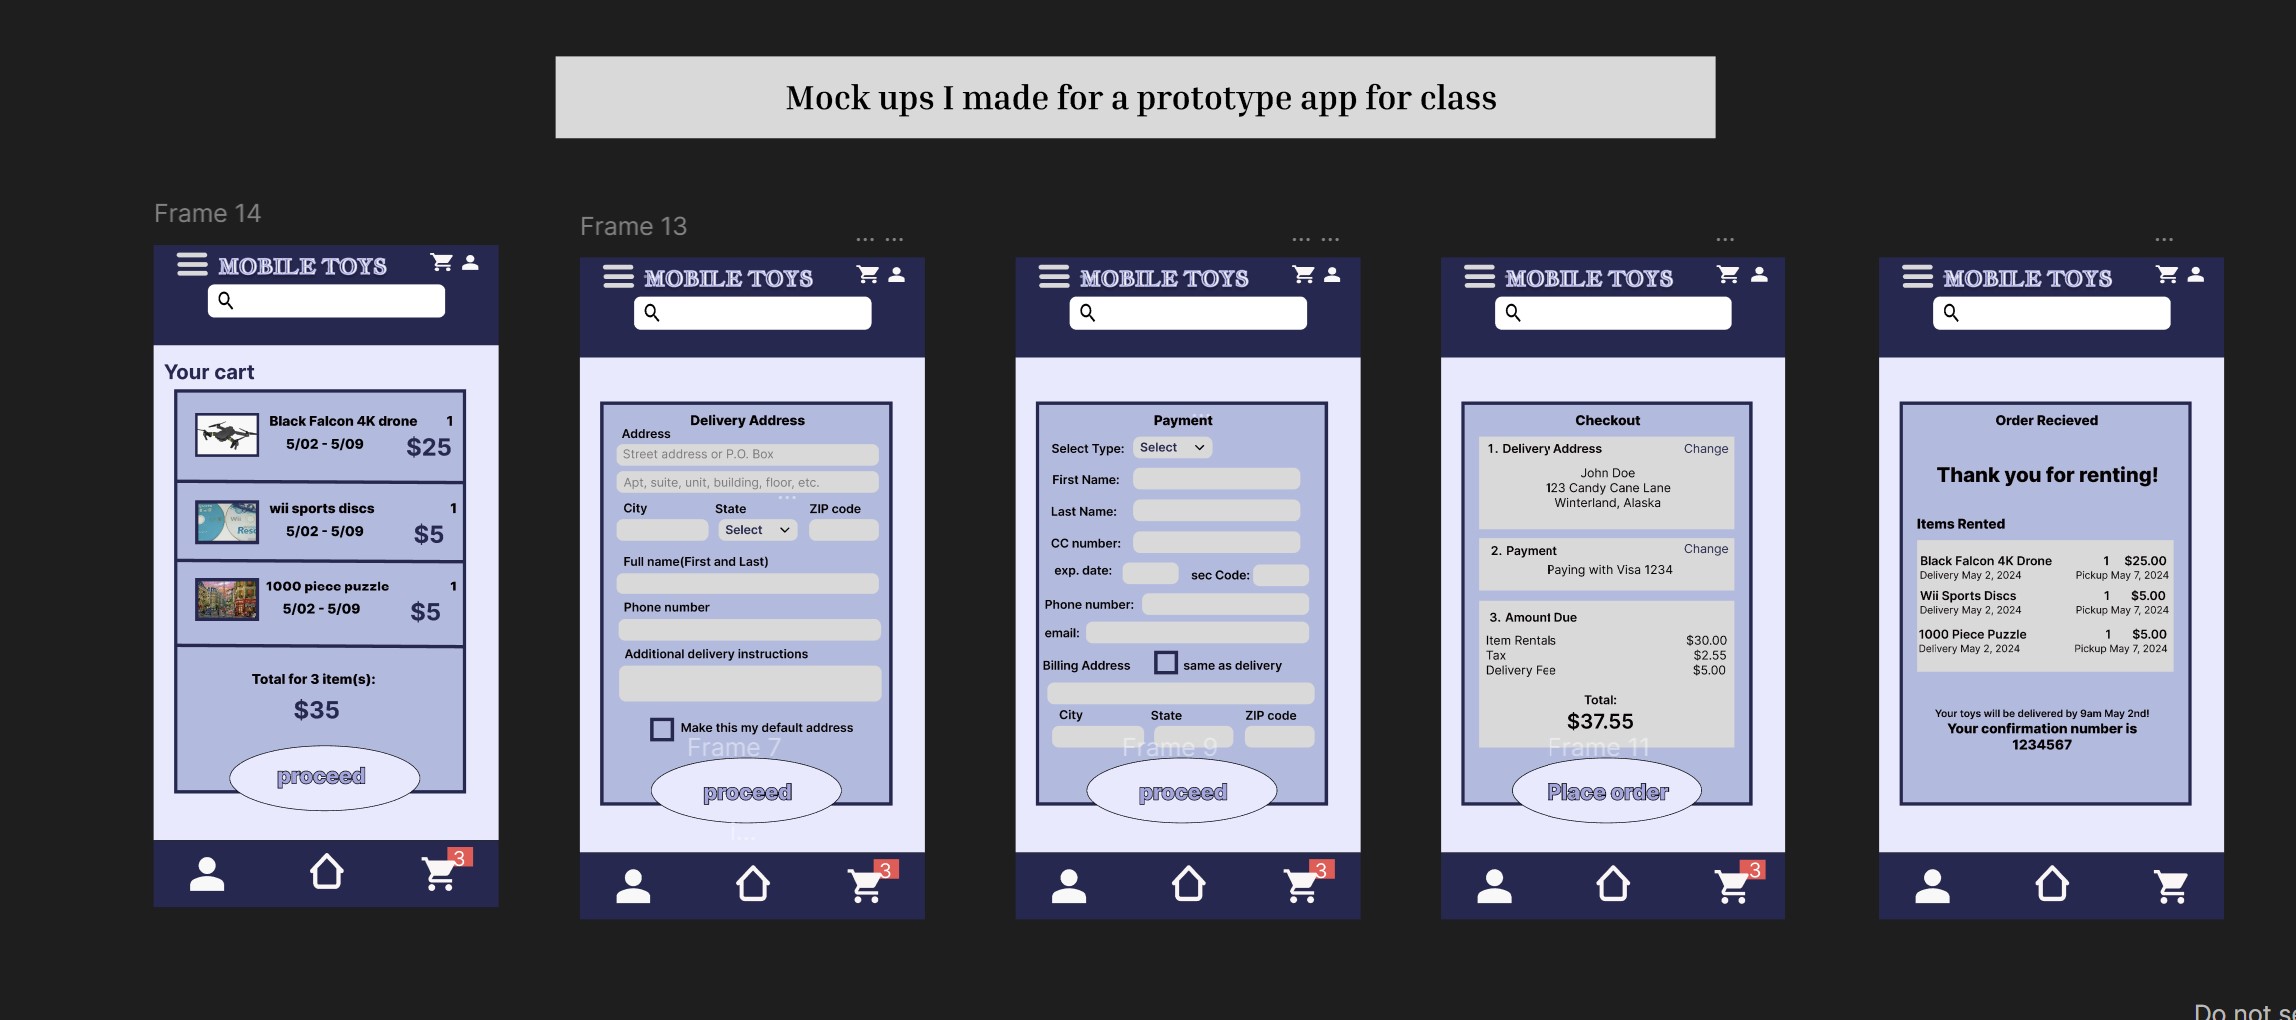 Mock ups I made for a prototype app for class
Frame 14
MOBILE TOYS
Your cart
Black Falcon 4K drone 1
5/02 - 5/09 $25
wii sports discs 1
5/02 - 5/09 $5
1000 piece puzzle 1
5/02 - 5/09 $5
Total for 3 item(s):
$35
proceed
3
Frame 13
... ...
MOBILE TOYS
Delivery Address
Address
Street address or P.O. Box
Apt, suite, unit, building, floor, etc.
...
City State ZIP code
Select
Full name(First and Last)
Phone number
Additional delivery instructions
Make this my default address
Frame 7
proceed
3
... ...
MOBILE TOYS
Payment
Select Type: Select
First Name:
Last Name:
CC number:
exp. date: sec Code:
Phone number:
email:
Billing Address same as delivery
City State ZIP code
Frame 9
proceed
3
...
MOBILE TOYS
Checkout
1. Delivery Address Change
John Doe
123 Candy Cane Lane
Winterland, Alaska
2. Payment Change
Paying with Visa 1234
3. Amount Due
Item Rentals $30.00
Tax $2.55
Delivery Fee $5.00
Total:
$37.55
Frame 11
Place order
3
...
MOBILE TOYS
Order Recieved
Thank you for renting!
Items Rented
Black Falcon 4K Drone 1 $25.00
Delivery May 2, 2024 Pickup May 7, 2024
Wii Sports Discs 1 $5.00
Delivery May 2, 2024 Pickup May 7, 2024
1000 Piece Puzzle 1 $5.00
Delivery May 2, 2024 Pickup May 7, 2024
Your toys will be delivered by 9am May 2nd!
Your confirmation number is
1234567
Do not